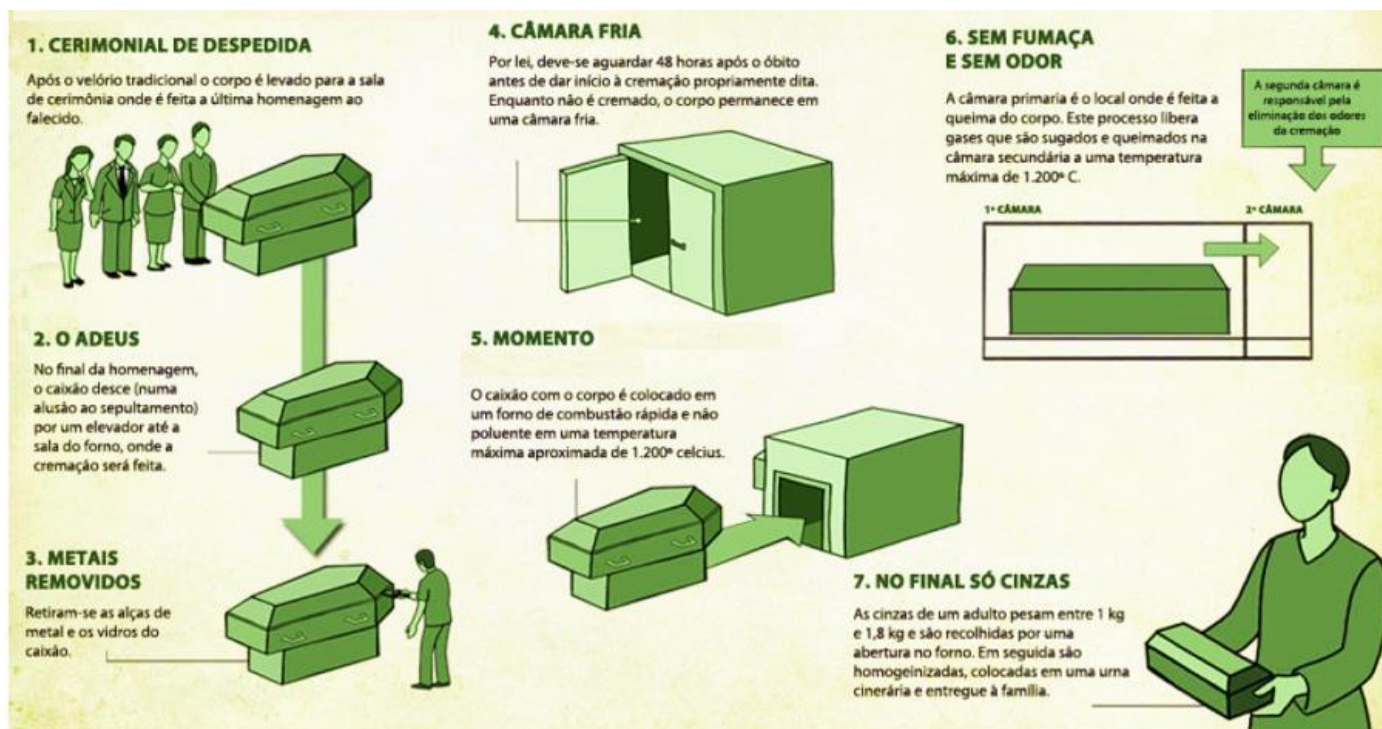 1. CERIMONIAL DE DESPEDIDA
Após o velório tradicional o corpo é levado para a sala
de cerimônia onde é feita a última homenagem ao
falecido.
2. O ADEUS
No final da homenagem,
o caixão desce (numa
alusão ao sepultamento)
por um elevador até a
sala do forno, onde a
cremação será feita.
3. METAIS
REMOVIDOS
Retiram-se as alças de
metal e os vidros do
caixão.
4. CÂMARA FRIA
Por lei, deve-se aguardar 48 horas após o óbito
antes de dar início à cremação propriamente dita.
Enquanto não é cremado, o corpo permanece em
uma câmara fria.
5. MOMENTO
O caixão com o corpo é colocado em
um forno de combustão rápida e não
poluente em uma temperatura
máxima aproximada de 1.200º celcius.
6. SEM FUMAÇA
E SEM ODOR
A câmara primaria é o local onde é feita a
queima do corpo. Este processo libera
gases que são sugados e queimados na
câmara secundária a uma temperatura
máxima de 1.200º C.
A segunda câmara é
responsável pela
eliminação dos odores
da cremação
1ª CÂMARA
2ª CÂMARA
7. NO FINAL SÓ CINZAS
As cinzas de um adulto pesam entre 1 kg
e 1,8 kg e são recolhidas por uma
abertura no forno. Em seguida são
homogeinizadas, colocadas em uma urna
cinerária e entregue à família.